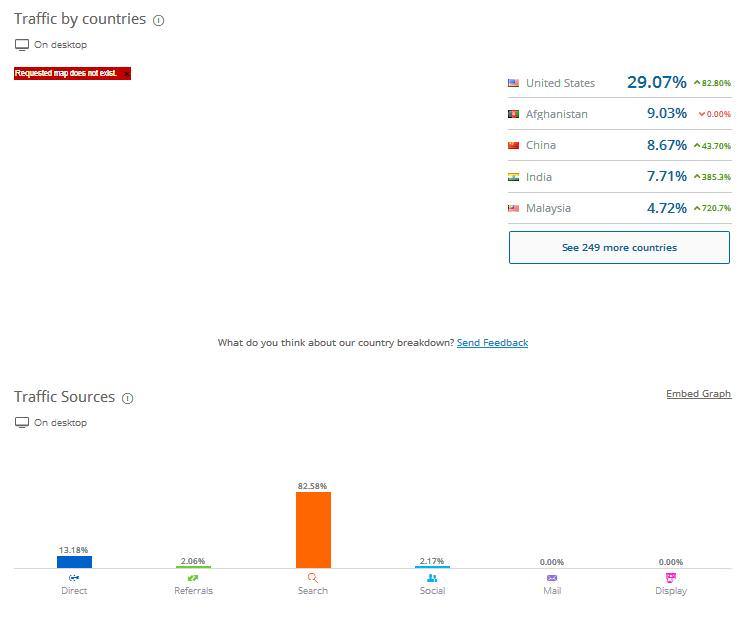 Traffic by countries
On desktop
Requested map does not exist.
United States 29.07% 82.80%
Afghanistan 9.03% 0.00%
China 8.67% 43.70%
India 7.71% 385.3%
Malaysia 4.72% 720.7%
See 249 more countries
What do you think about our country breakdown? Send Feedback
Traffic Sources
Embed Graph
On desktop
13.18%
2.06%
82.58%
2.17%
0.00%
0.00%
Direct
Referrals
Search
Social
Mail
Display